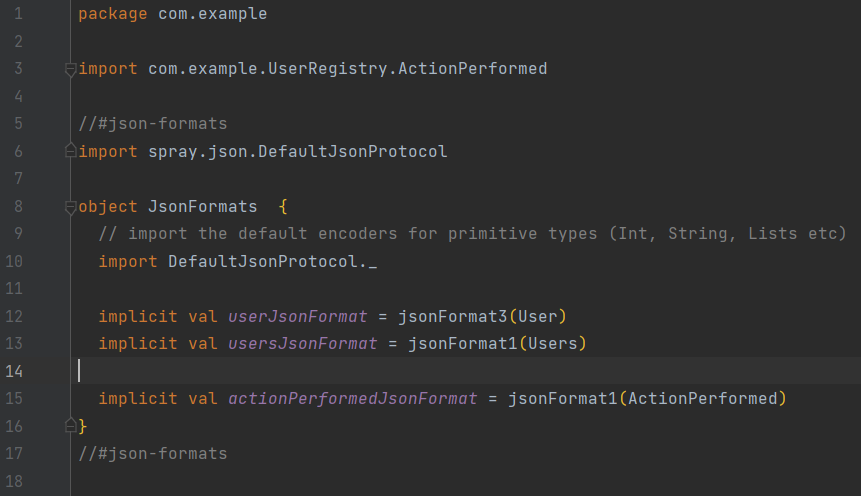 1 package com.example
2
3 import com.example.UserRegistry.ActionPerformed
4
5 //#json-formats
6 import spray.json.DefaultJsonProtocol
7
8 object JsonFormats  {
9   // import the default encoders for primitive types (Int, String, Lists etc)
10   import DefaultJsonProtocol._
11
12   implicit val userJsonFormat = jsonFormat3(User)
13   implicit val usersJsonFormat = jsonFormat1(Users)
14
15   implicit val actionPerformedJsonFormat = jsonFormat1(ActionPerformed)
16 }
17 //#json-formats
18